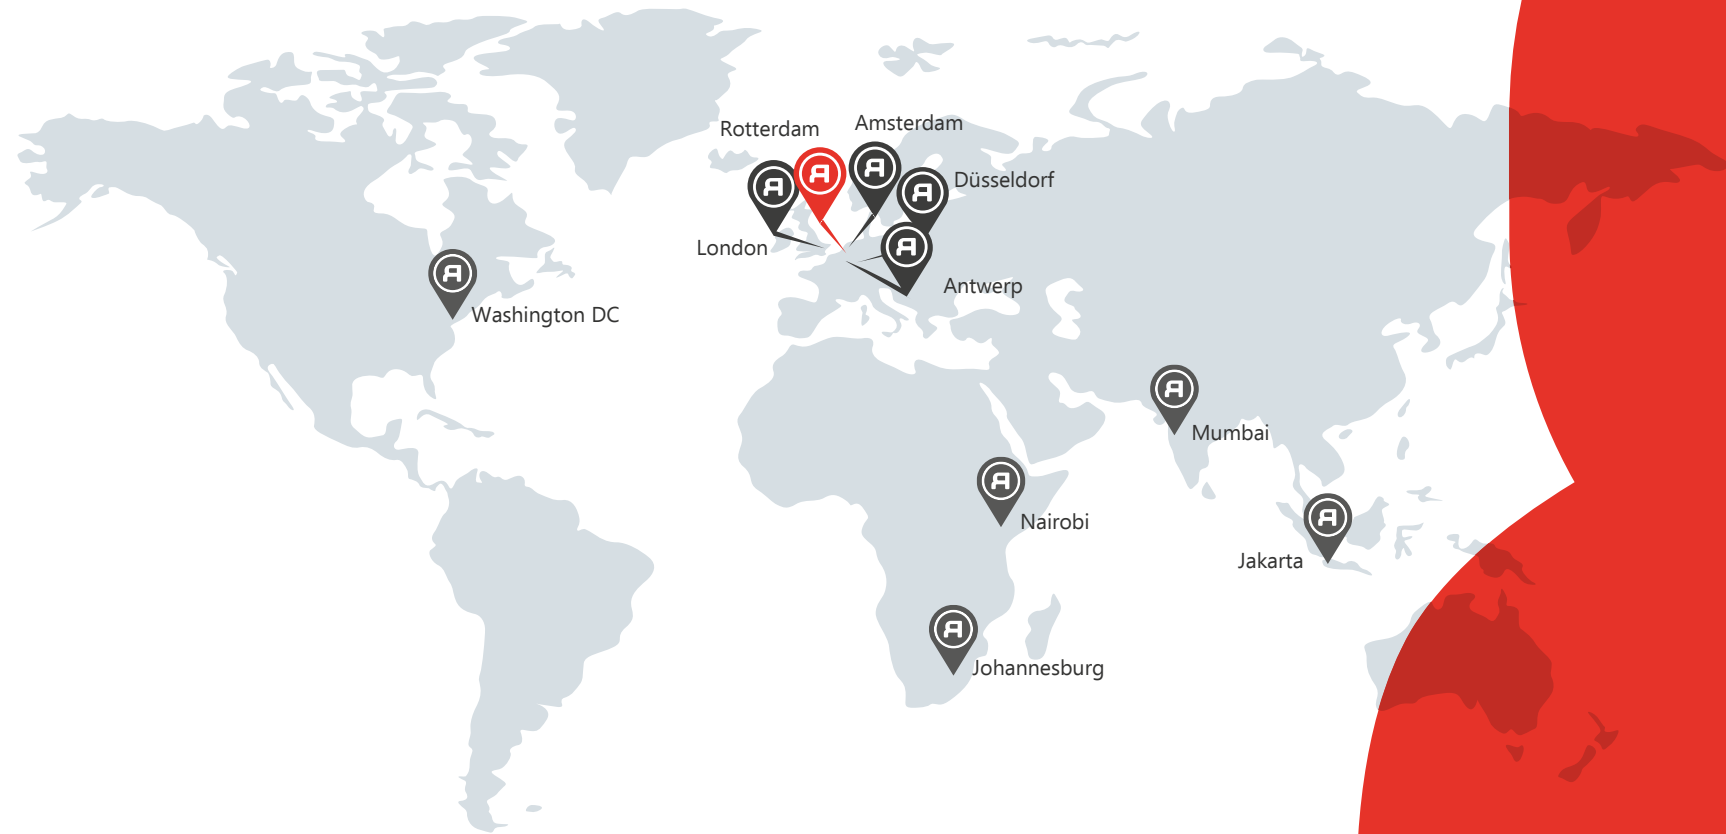 Rotterdam
Amsterdam
Düsseldorf
London
Antwerp
Washington DC
Mumbai
Nairobi
Jakarta
Johannesburg